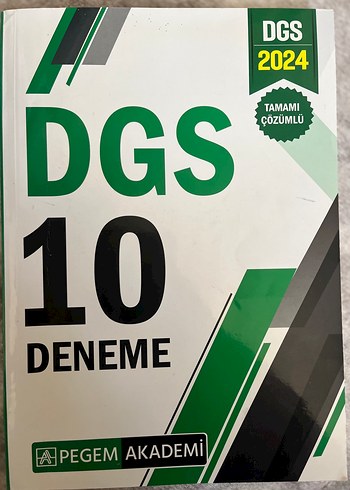 DGS
2024
TAMAMI
ÇÖZÜMLÜ
DGS
10
DENEME
PEGEM AKADEMİ